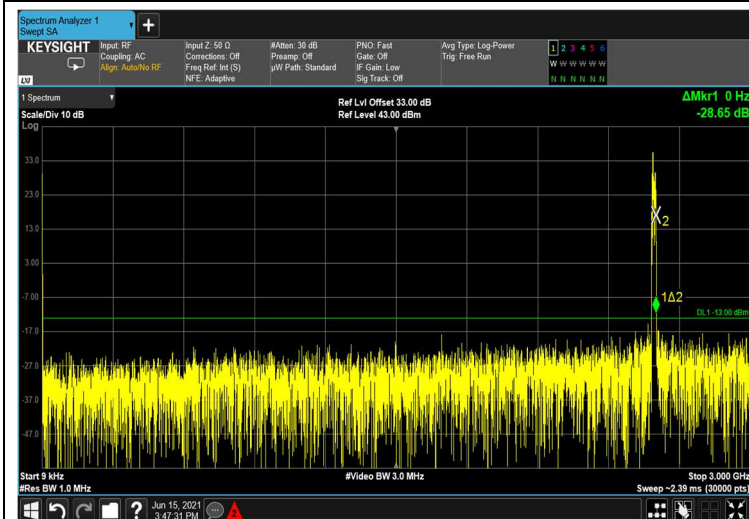 Spectrum Analyzer 1
Swept SA
+
KEYSIGHT
LXI
Input: RF
Coupling: AC
Align: Auto/No RF
Input Z: 50 Ω
Corrections: Off
Freq Ref: Int (S)
NFE: Adaptive
#Atten: 30 dB
Preamp: Off
µW Path: Standard
PNO: Fast
Gate: Off
IF Gain: Low
Sig Track: Off
Avg Type: Log-Power
Trig: Free Run
1 2 3 4 5 6
W W W W W W
N N N N N N
1 Spectrum
Scale/Div 10 dB
Log
Ref Lvl Offset 33.00 dB
Ref Level 43.00 dBm
ΔMkr1 0 Hz
-28.65 dB
33.0
23.0
13.0
3.00
-7.00
-17.0
-27.0
-37.0
-47.0
2
1Δ2
DL1 -13.00 dBm
Start 9 kHz
#Res BW 1.0 MHz
#Video BW 3.0 MHz
Stop 3.000 GHz
Sweep ~2.39 ms (30000 pts)
?
Jun 15, 2021
3:47:31 PM
2